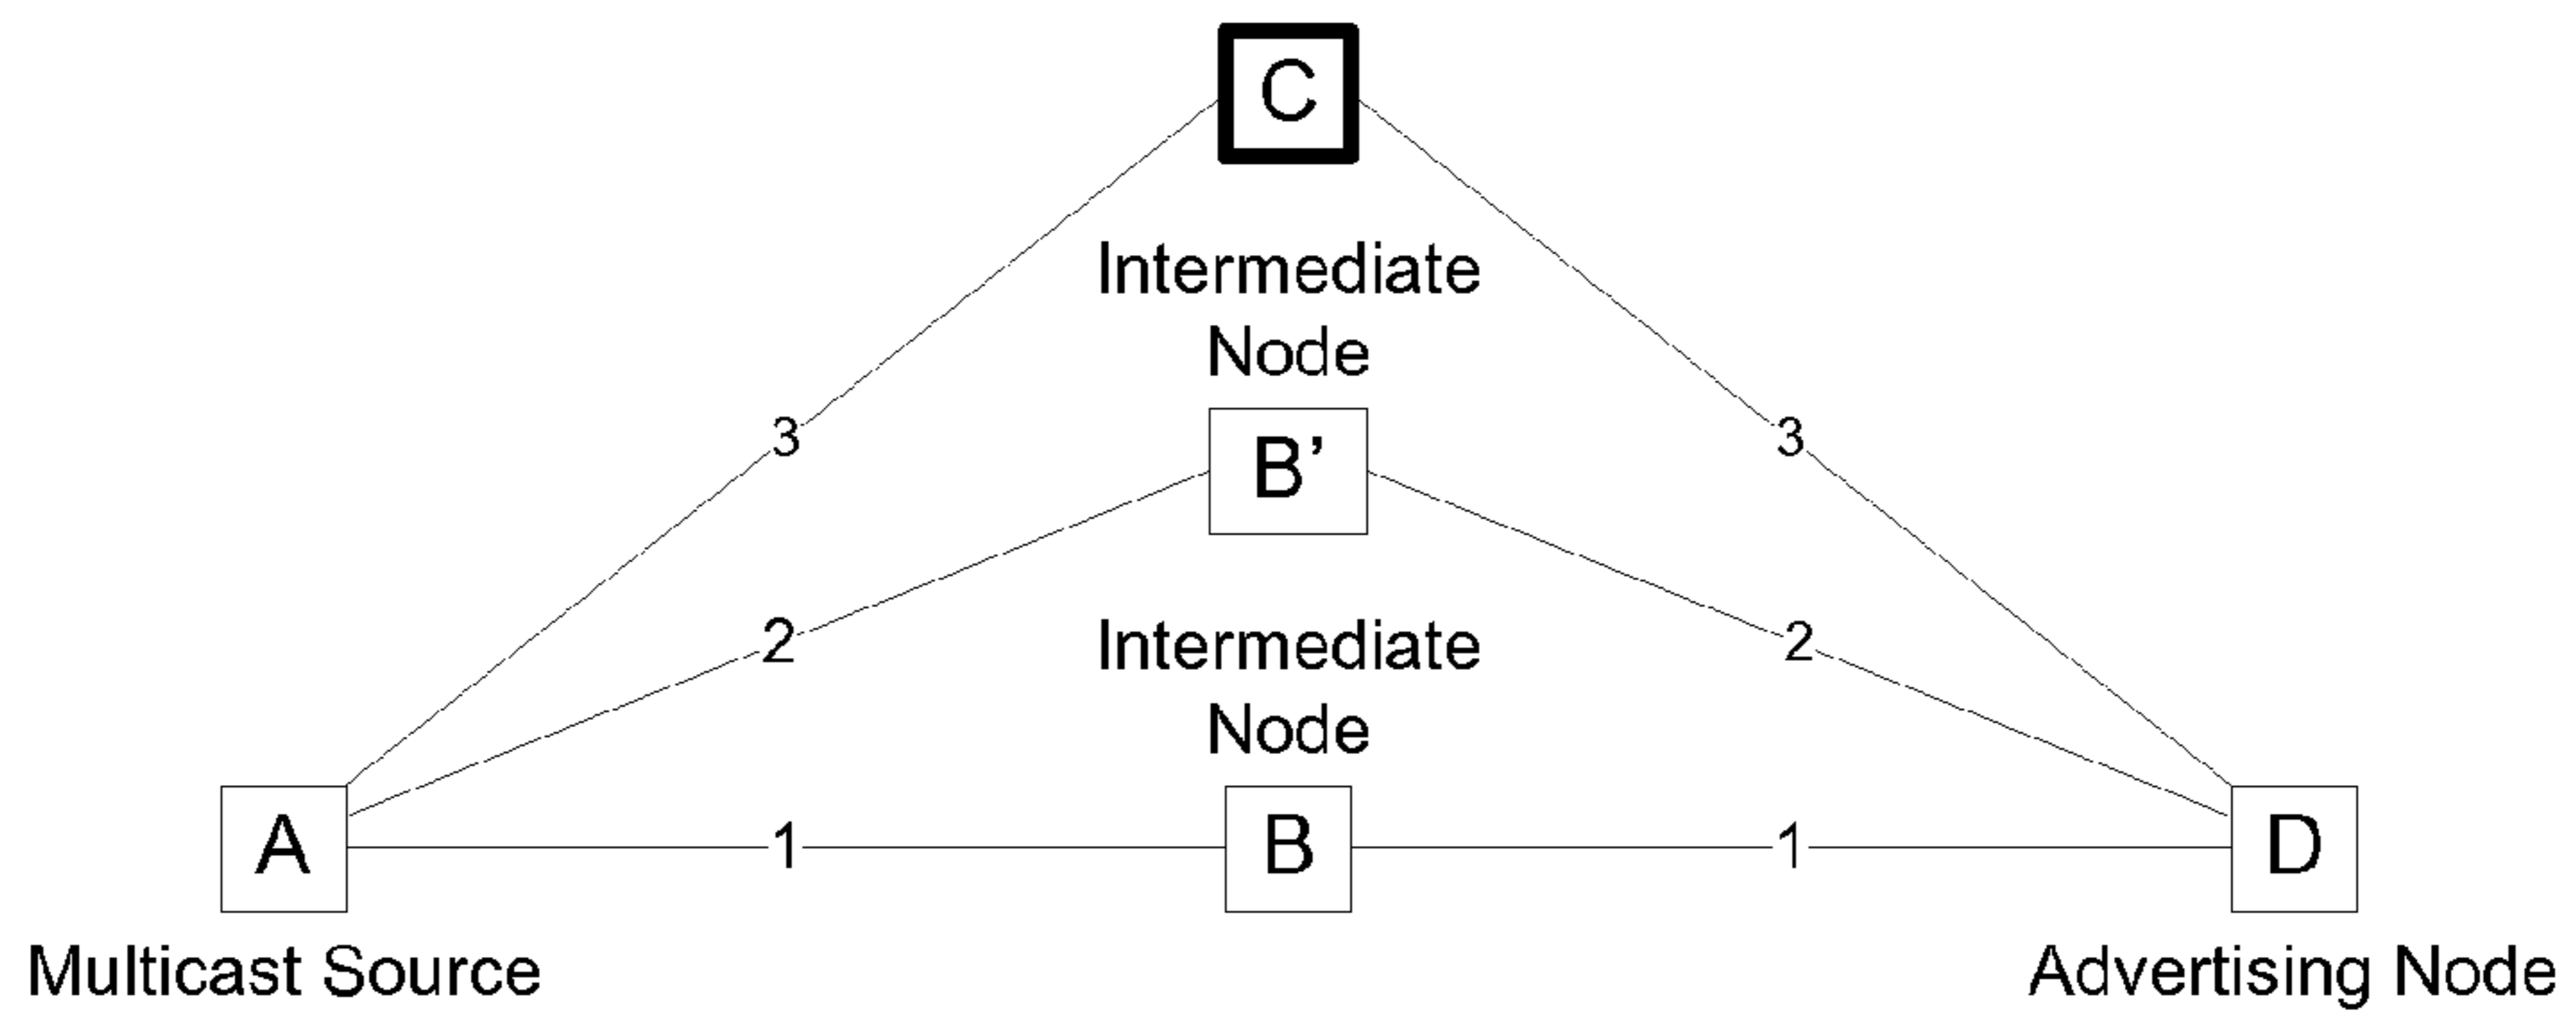 C
Intermediate
Node
3
3
B’
2
2
Intermediate
Node
A
1
B
1
D
Multicast Source
Advertising Node